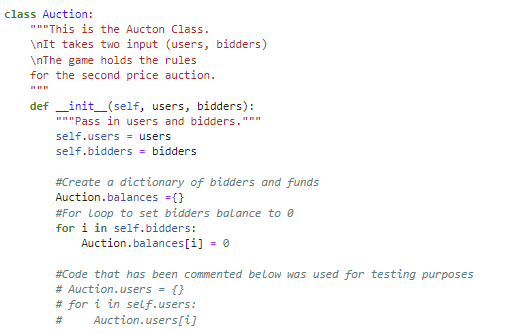 class Auction:
    """This is the Aucton Class.
    \nIt takes two input (users, bidders)
    \nThe game holds the rules
    for the second price auction.
    """
    def __init__(self, users, bidders):
        """Pass in users and bidders."""
        self.users = users
        self.bidders = bidders

        #Create a dictionary of bidders and funds
        Auction.balances ={}
        #For loop to set bidders balance to 0
        for i in self.bidders:
            Auction.balances[i] = 0

        #Code that has been commented below was used for testing purposes
        # Auction.users = {}
        # for i in self.users:
        #     Auction.users[i]